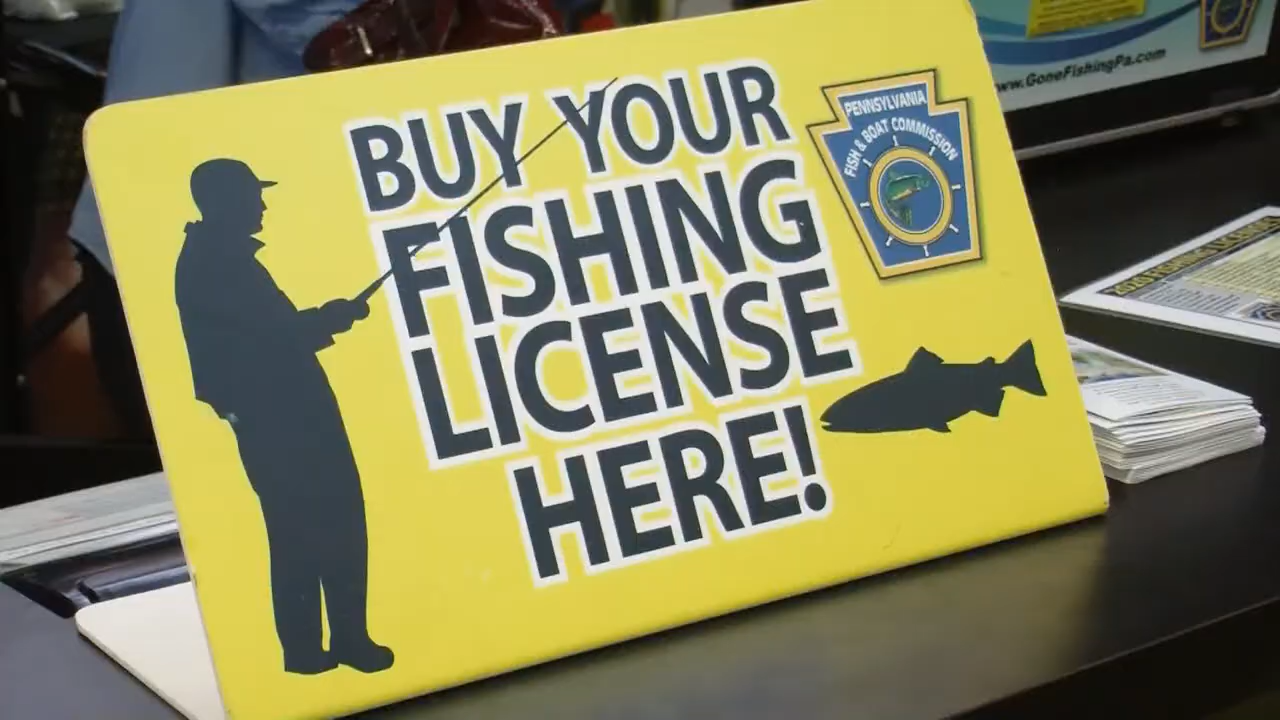 BUY YOUR
FISHING
LICENSE
HERE!
PENNSYLVANIA
FISH & BOAT COMMISSION
www.GoneFishingPa.com
FISHING LICENSE